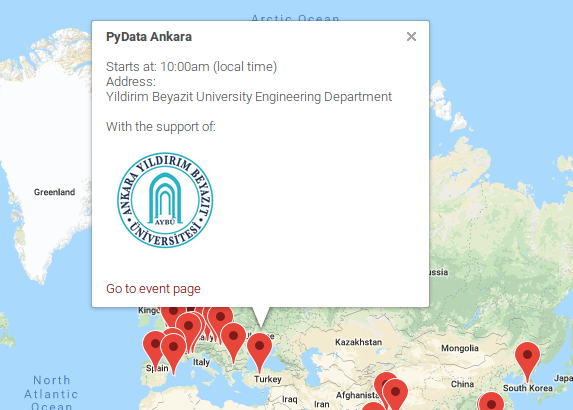 Arctic Ocean
PyData Ankara
Starts at: 10:00am (local time)
Address:
Yildirim Beyazit University Engineering Department
With the support of:
ANKARA YILDIRIM BEYAZIT
AYBÜ
ÜNİVERSİTESİ
Go to event page
Greenland
Russia
Kingd
Italy
Spain
Turkey
Iraq
Iran
Afghanistan
Kazakhstan
Mongolia
China
South Korea
North
Atlantic
Ocean